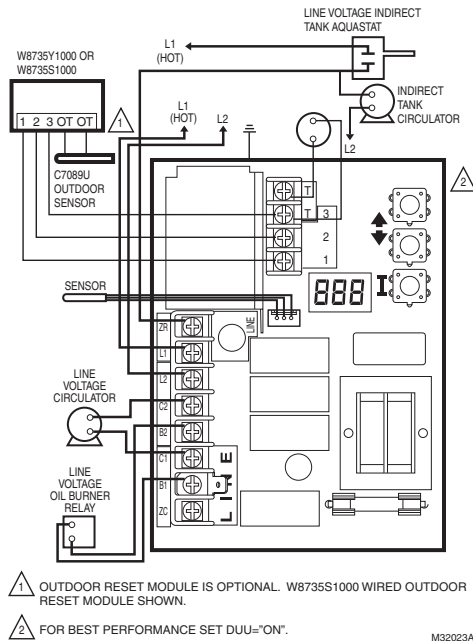 LINE VOLTAGE INDIRECT
TANK AQUASTAT
L1
(HOT)
W8735Y1000 OR
W8735S1000
1 2 3 OT OT
1
L1
(HOT)
L2
INDIRECT
TANK
CIRCULATOR
L2
C7089U
OUTDOOR
SENSOR
2
T
T 3
2
1
SENSOR
888
LINE
ZR
L1
L2
C2
B2
C1
B1
ZC
LINE
LINE
VOLTAGE
CIRCULATOR
LINE
VOLTAGE
OIL BURNER
RELAY
1 OUTDOOR RESET MODULE IS OPTIONAL. W8735S1000 WIRED OUTDOOR
RESET MODULE SHOWN.
2 FOR BEST PERFORMANCE SET DUU="ON".
M32023A